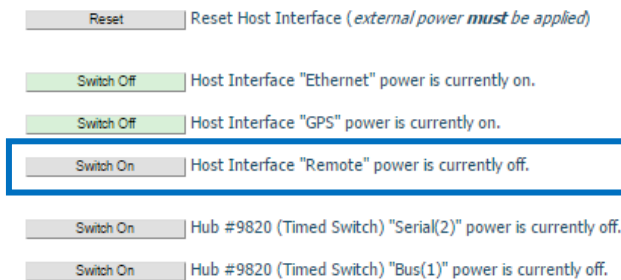 Reset Reset Host Interface (external power must be applied)
Switch Off Host Interface "Ethernet" power is currently on.
Switch Off Host Interface "GPS" power is currently on.
Switch On Host Interface "Remote" power is currently off.
Switch On Hub #9820 (Timed Switch) "Serial(2)" power is currently off.
Switch On Hub #9820 (Timed Switch) "Bus(1)" power is currently off.